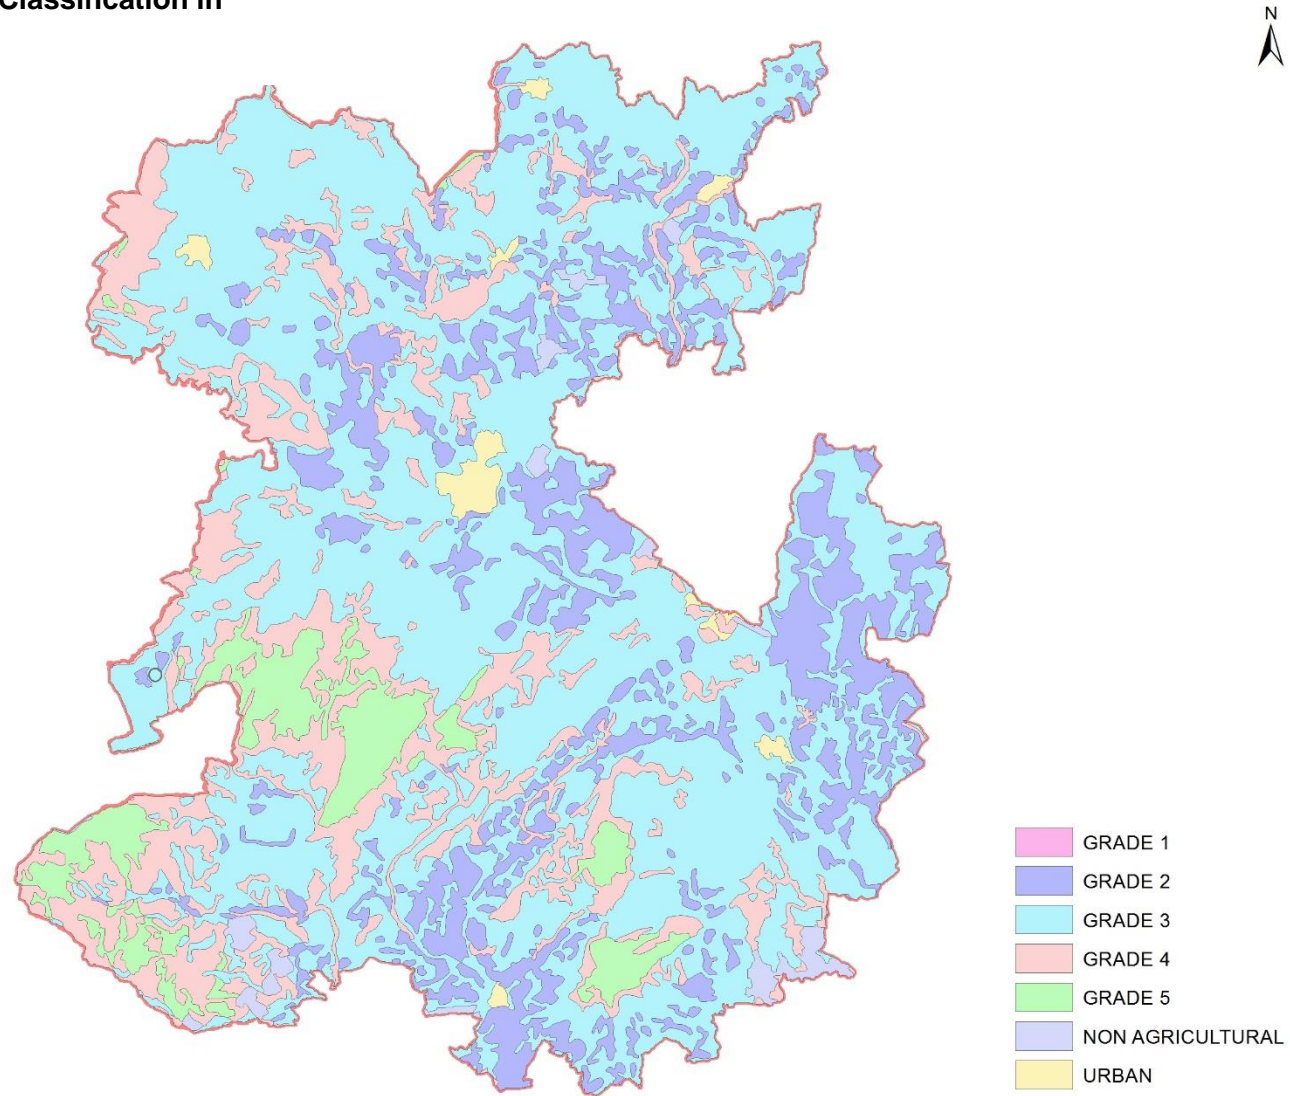 Classification in
N
GRADE 1
GRADE 2
GRADE 3
GRADE 4
GRADE 5
NON AGRICULTURAL
URBAN